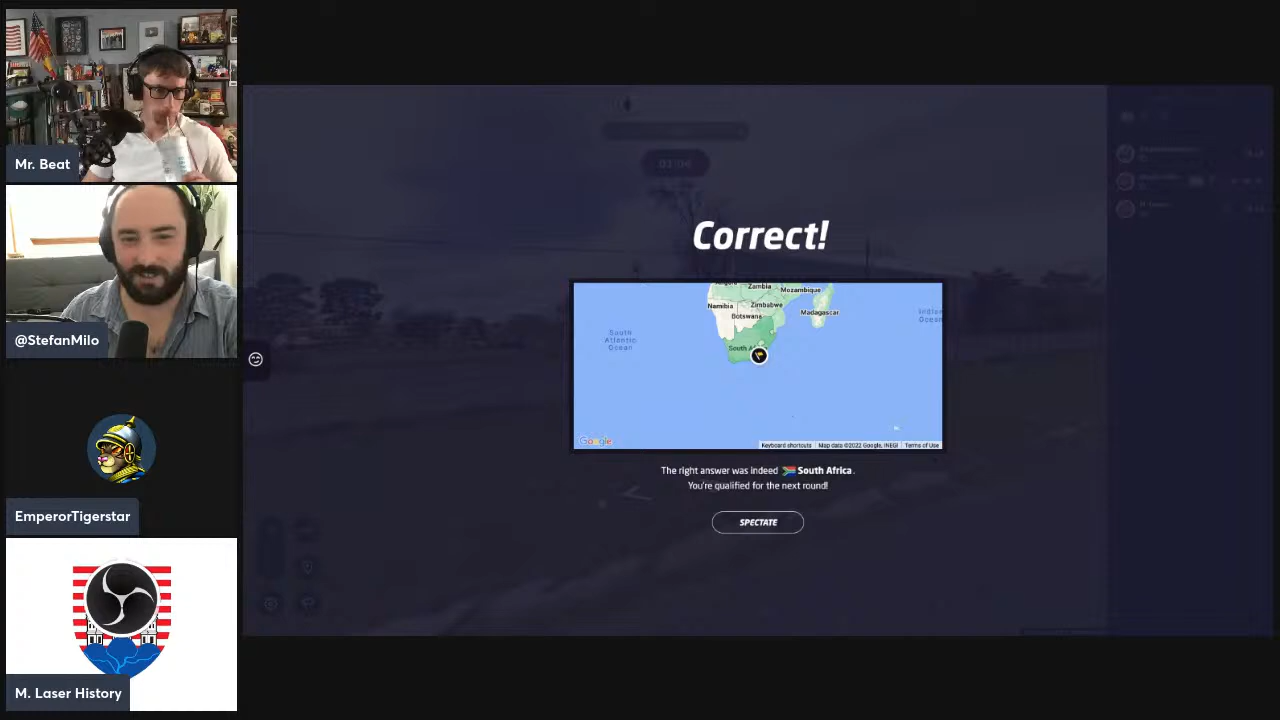 Mr. Beat
@StefanMilo
EmperorTigerstar
M. Laser History
01:04
Correct!
Zambia
Mozambique
Namibia
Zimbabwe
Botswana
Madagascar
South
Atlantic
Ocean
Google
Keyboard shortcuts
Map data ©2022 Google, INEGI
Terms of Use
The right answer was indeed South Africa.
You're qualified for the next round!
SPECTATE